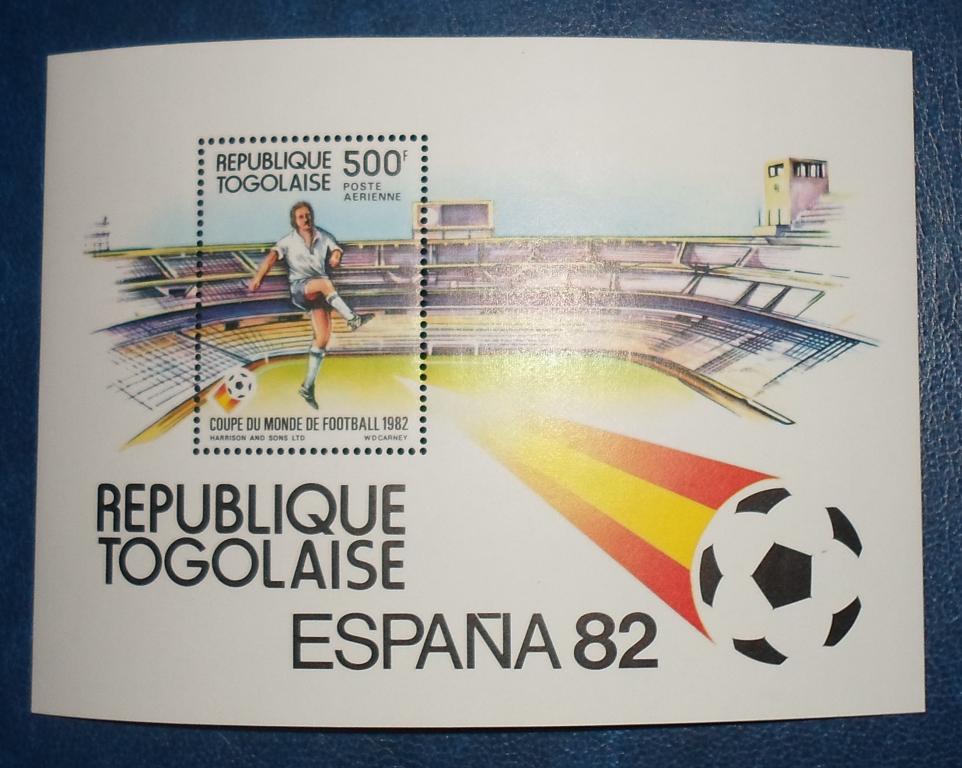 REPUBLIQUE
TOGOLAISE
500F
POSTE
AERIENNE
COUPE DU MONDE DE FOOTBALL 1982
HARRISON AND SONS LTD
W D CARNEY
REPUBLIQUE
TOGOLAISE
ESPAÑA 82